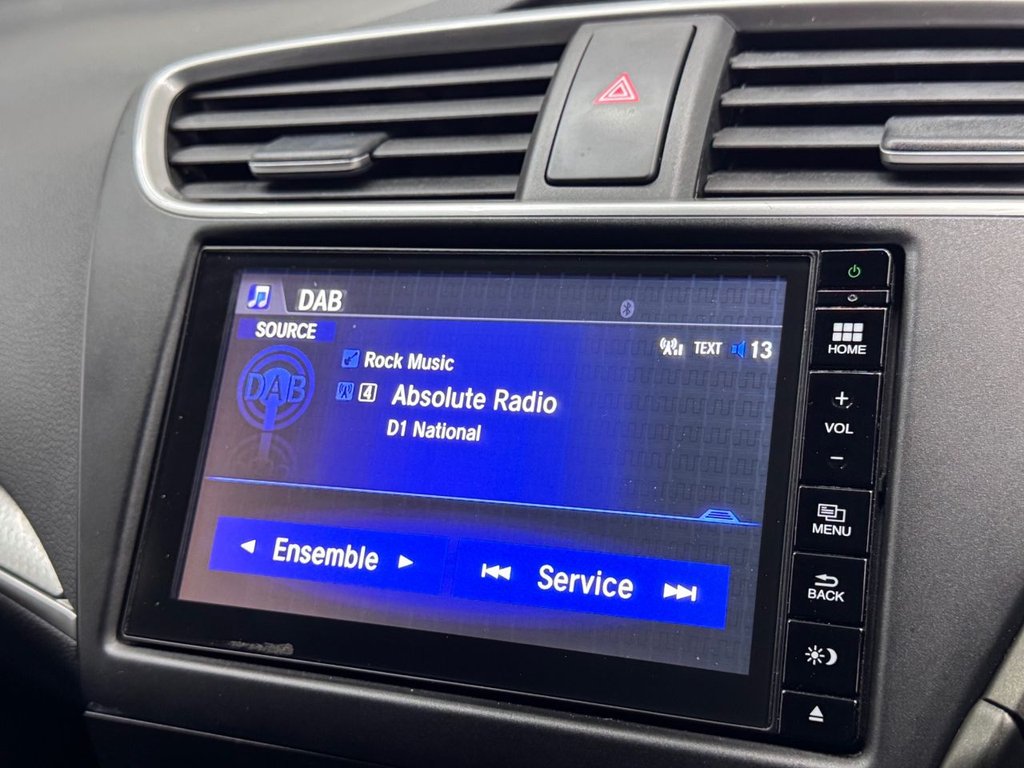 DAB
SOURCE
TEXT 13
DAB
Rock Music
4 Absolute Radio
D1 National
Ensemble
Service
HOME
+
VOL
-
MENU
BACK